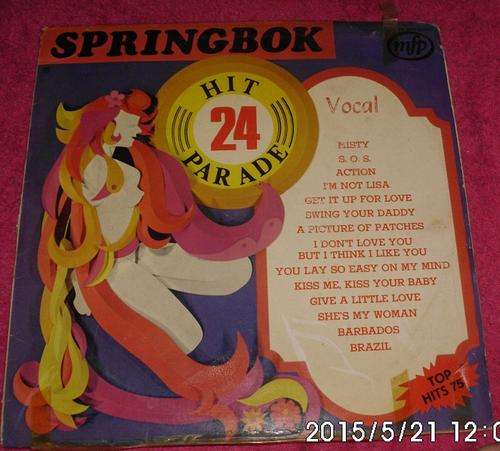 SPRINGBOK
mfp
HIT
24
PARADE
Vocal
MISTY
S. O. S.
ACTION
I'M NOT LISA
GET IT UP FOR LOVE
SWING YOUR DADDY
A PICTURE OF PATCHES
I DON'T LOVE YOU
BUT I THINK I LIKE YOU
YOU LAY SO EASY ON MY MIND
KISS ME, KISS YOUR BABY
GIVE A LITTLE LOVE
SHE'S MY WOMAN
BARBADOS
BRAZIL
TOP
HITS 75
2015/5/21 12:0